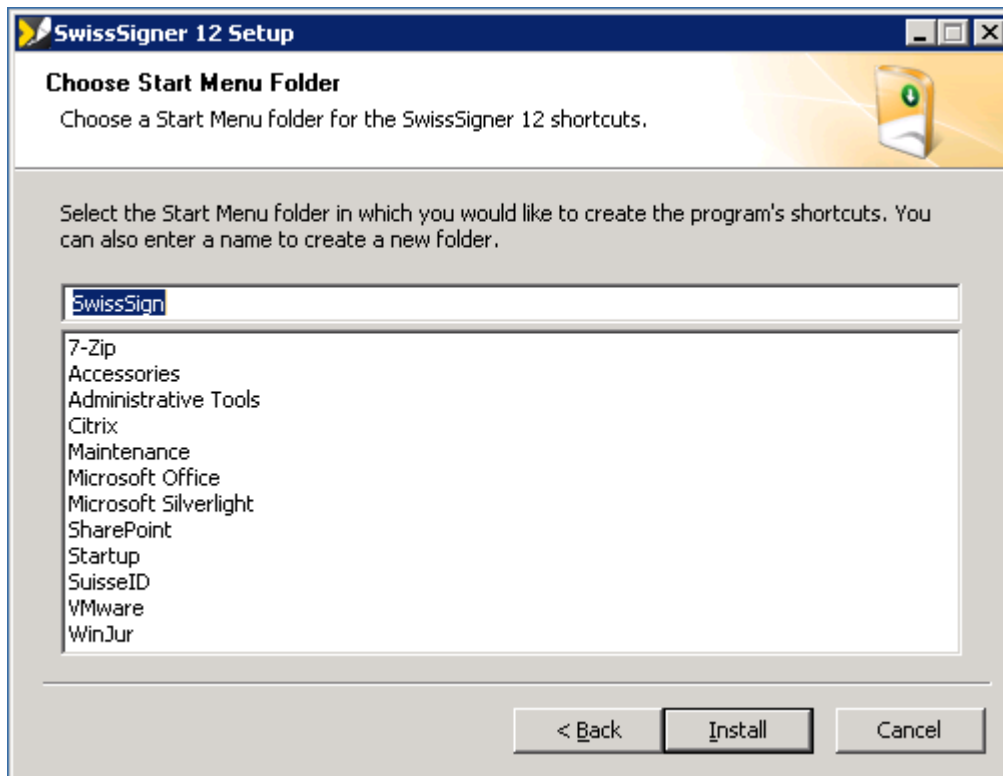 SwissSigner 12 Setup
Choose Start Menu Folder
Choose a Start Menu folder for the SwissSigner 12 shortcuts.
Select the Start Menu folder in which you would like to create the program's shortcuts. You
can also enter a name to create a new folder.
SwissSign
7-Zip
Accessories
Administrative Tools
Citrix
Maintenance
Microsoft Office
Microsoft Silverlight
SharePoint
Startup
SuisseID
VMware
WinJur
< Back Install Cancel